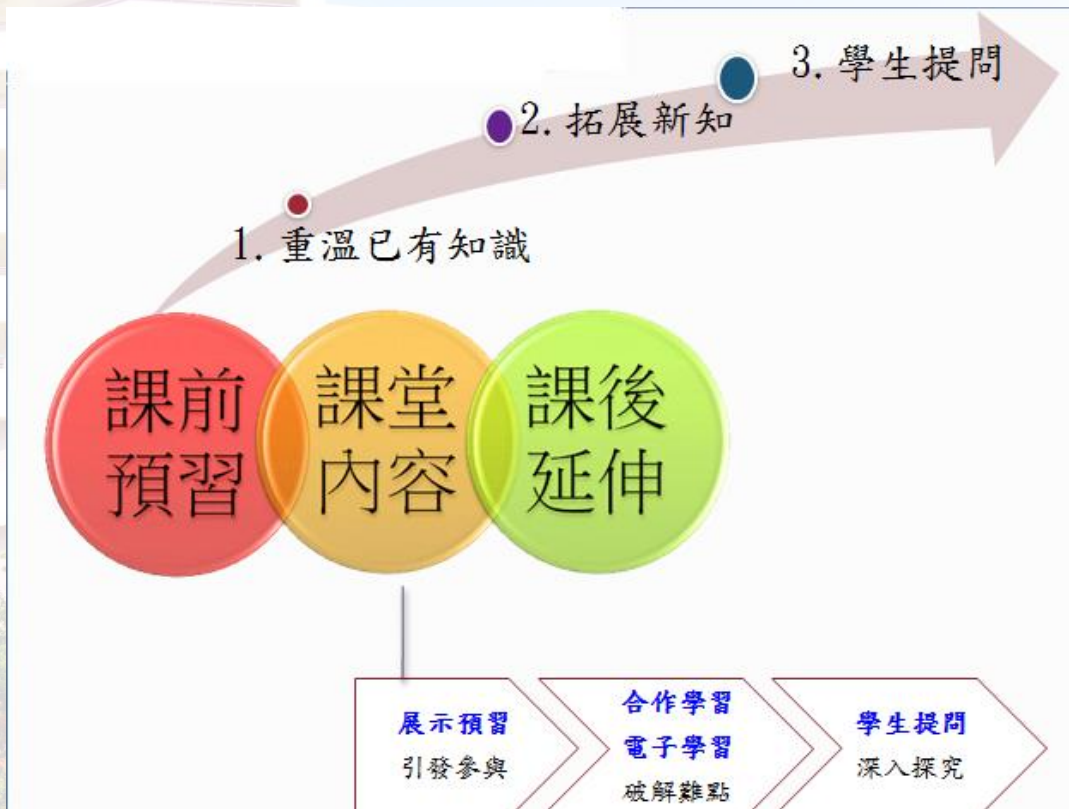 3. 學生提問
2. 拓展新知
1. 重溫已有知識
課前
預習
課堂
內容
課後
延伸
展示預習
引發參與
合作學習
電子學習
破解難點
學生提問
深入探究